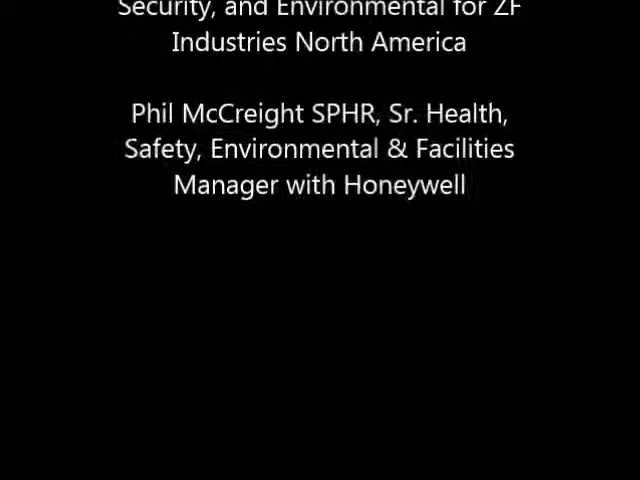 Security, and Environmental for ZF
Industries North America
Phil McCreight SPHR, Sr. Health,
Safety, Environmental & Facilities
Manager with Honeywell